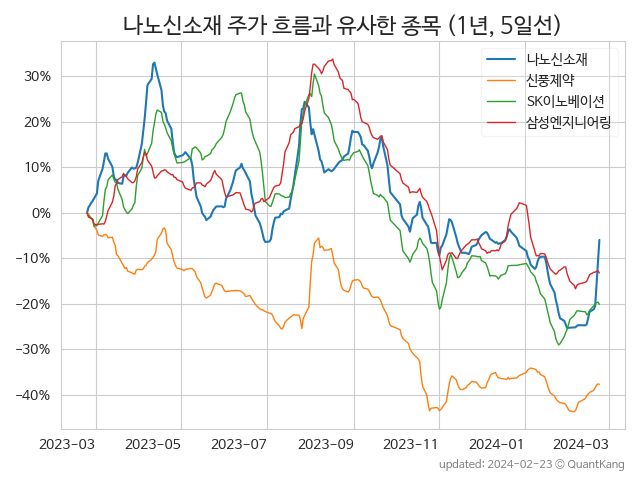 나노신소재 주가 흐름과 유사한 종목 (1년, 5일선)
나노신소재
신풍제약
SK이노베이션
삼성엔지니어링
30%
20%
10%
0%
−10%
−20%
−30%
−40%
2023-03 2023-05 2023-07 2023-09 2023-11 2024-01 2024-03
updated: 2024-02-23 © QuantKang